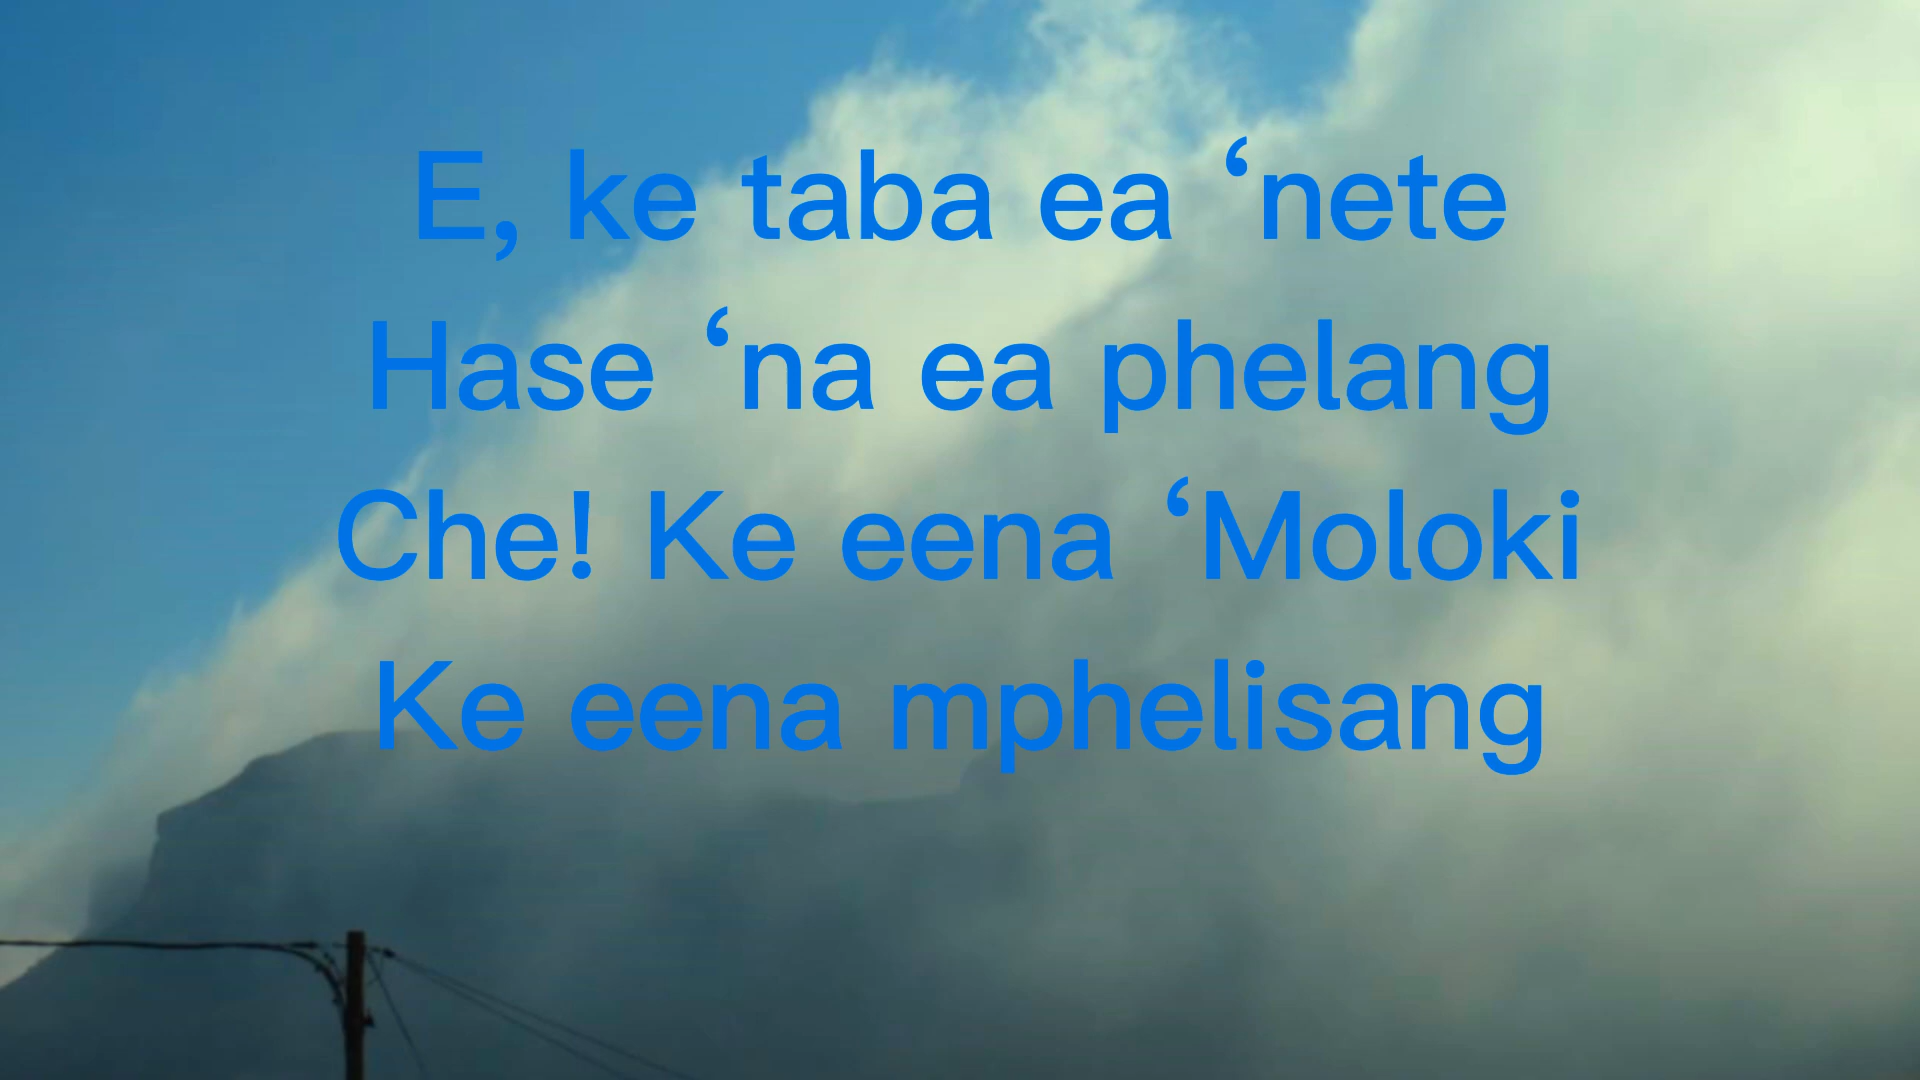 E, ke taba ea ‘nete
Hase ‘na ea phelang
Che! Ke eena ‘Moloki
Ke eena mphelisang